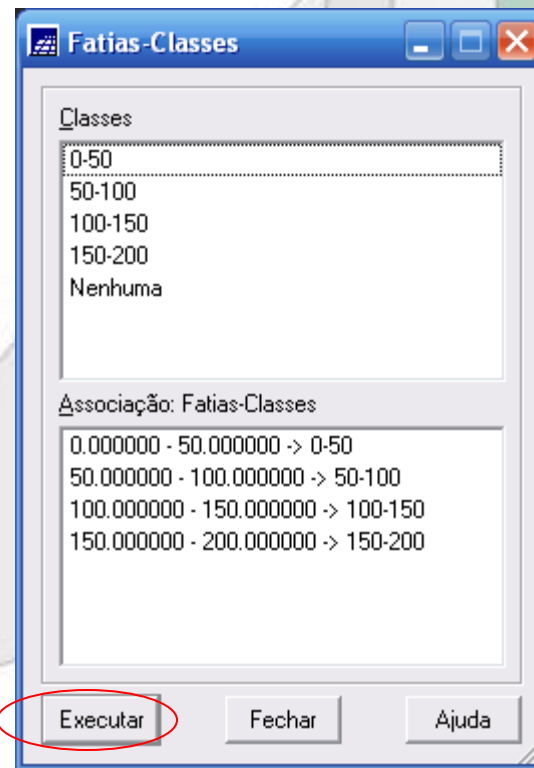 Fatias-Classes
Classes
0-50
50-100
100-150
150-200
Nenhuma
Associação: Fatias-Classes
0.000000 - 50.000000 -> 0-50
50.000000 - 100.000000 -> 50-100
100.000000 - 150.000000 -> 100-150
150.000000 - 200.000000 -> 150-200
Executar Fechar Ajuda